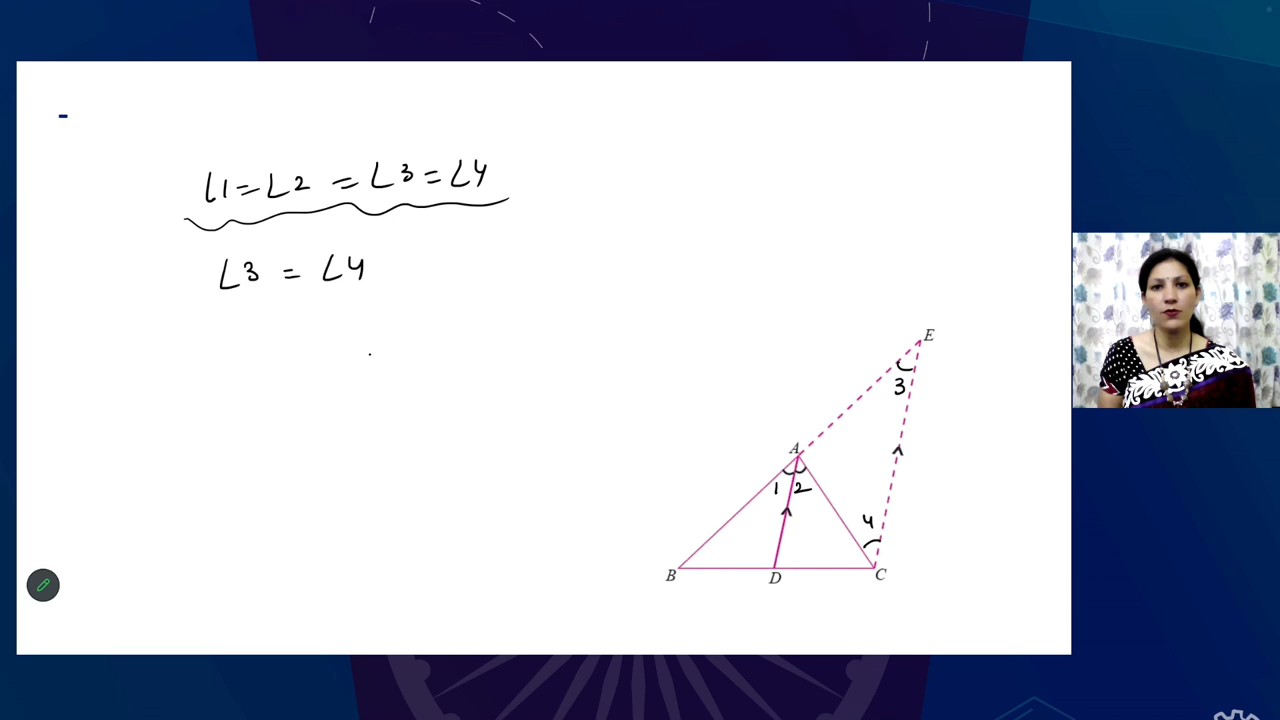 -
∠1 = ∠2 = ∠3 = ∠4
∠3 = ∠4
E
3
A
1 2
4
B D C